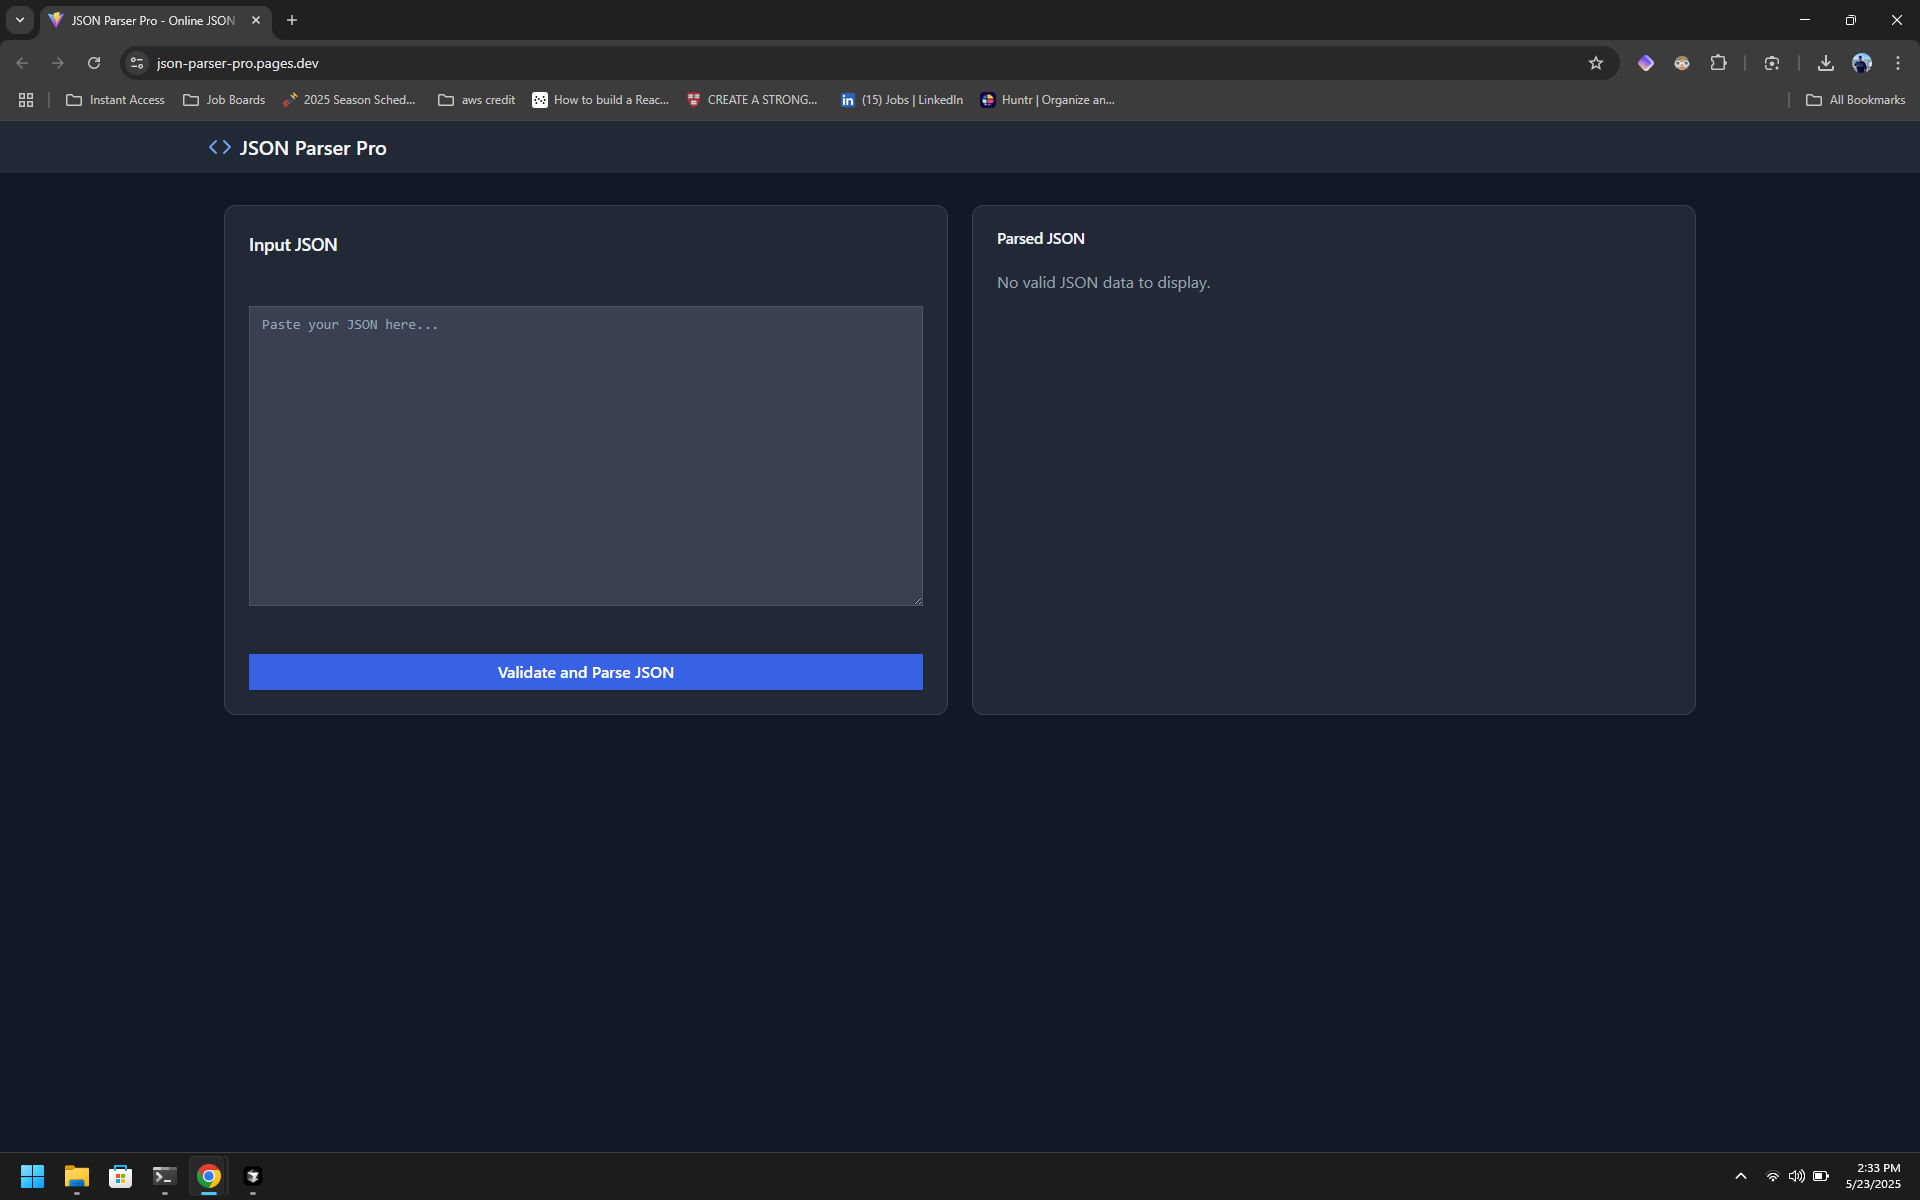 JSON Parser Pro - Online JSON
json-parser-pro.pages.dev
Instant Access
Job Boards
2025 Season Sched...
aws credit
How to build a Reac...
CREATE A STRONG...
(15) Jobs | LinkedIn
Huntr | Organize an...
All Bookmarks
JSON Parser Pro
Input JSON
Paste your JSON here...
Validate and Parse JSON
Parsed JSON
No valid JSON data to display.
2:33 PM
5/23/2025